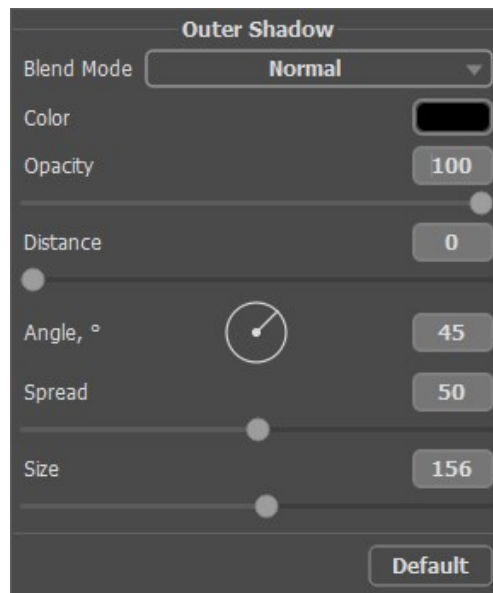 Outer Shadow
Blend Mode Normal
Color
Opacity 100
Distance 0
Angle, ° 45
Spread 50
Size 156
Default